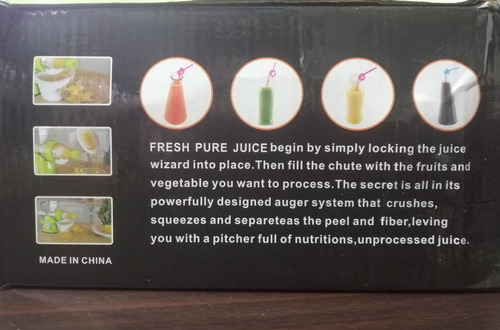 FRESH PURE JUICE begin by simply locking the juice
wizard into place.Then fill the chute with the fruits and
vegetable you want to process.The secret is all in its
powerfully designed auger system that crushes,
squeezes and separeteas the peel and fiber,leving
you with a pitcher full of nutritions,unprocessed juice.
MADE IN CHINA